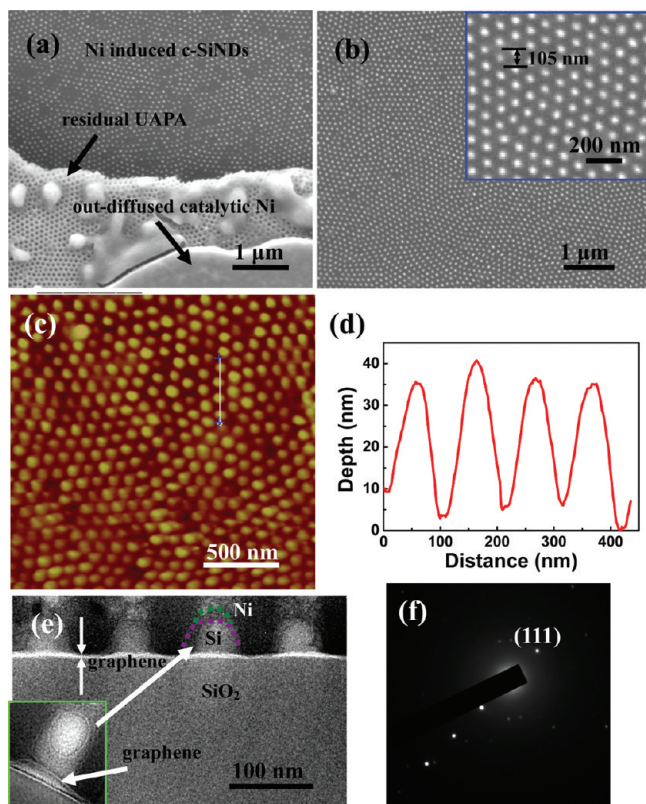 (a)
Ni induced c-SiNDs
residual UAPA
out-diffused catalytic Ni
1 µm
(b)
105 nm
200 nm
1 µm
(c)
500 nm
(d)
Depth (nm)
40
30
20
10
0
0 100 200 300 400
Distance (nm)
(e)
Ni
Si
graphene
SiO2
graphene
100 nm
(f)
(111)